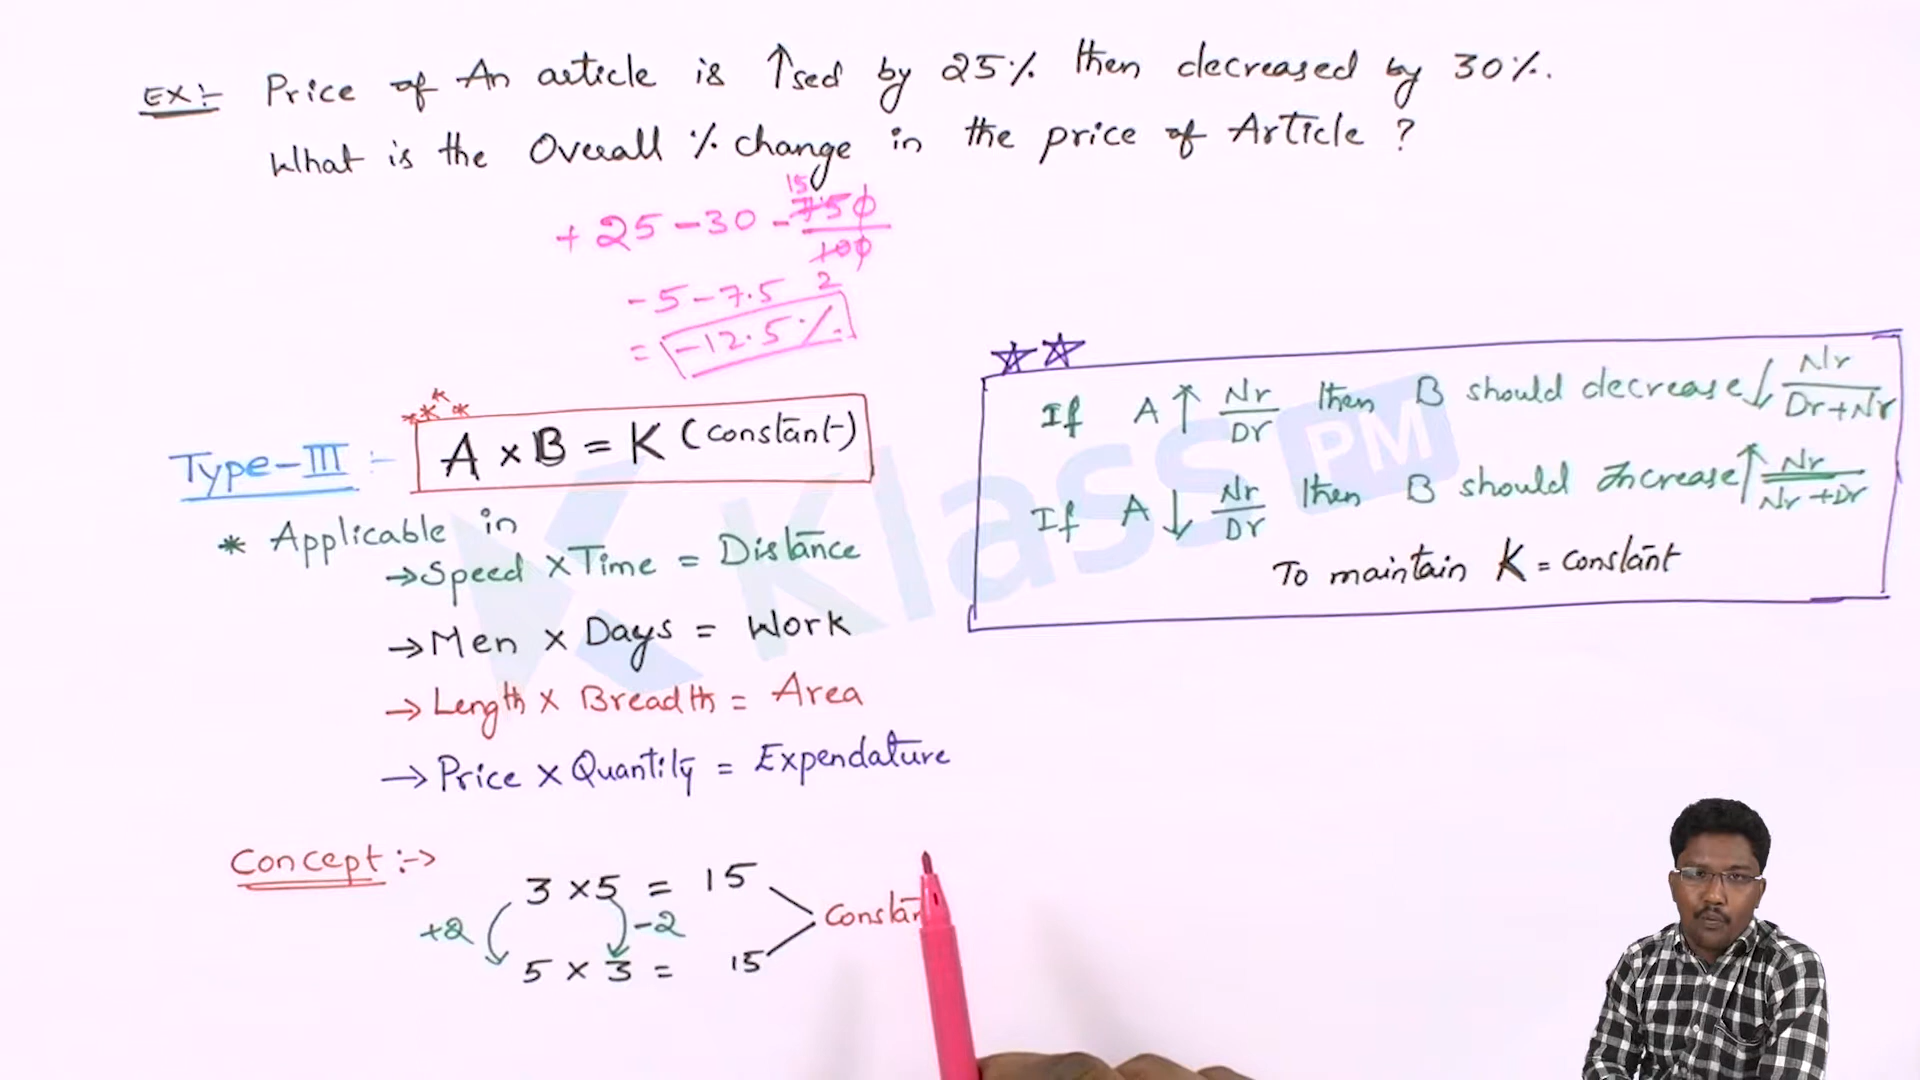 EX:- Price of An article is ↑sed by 25% then decreased by 30%.
What is the Overall % change in the price of Article ?
+ 25 - 30 - 750/100
15
2
- 5 - 7.5
= -12.5%
Type-III :- A × B = K (constant)
* Applicable in
→ Speed × Time = Distance
→ Men × Days = Work
→ Length × Breadth = Area
→ Price × Quantity = Expendature
★★
If A ↑ Nr/Dr then B should decrease ↓ Nr/Dr+Nr
If A ↓ Nr/Dr then B should Increase ↑ Nr/Nr+Dr
To maintain K = constant
Klass PM
Concept :→
3 × 5 = 15
+2 -2 Constan
5 × 3 = 15